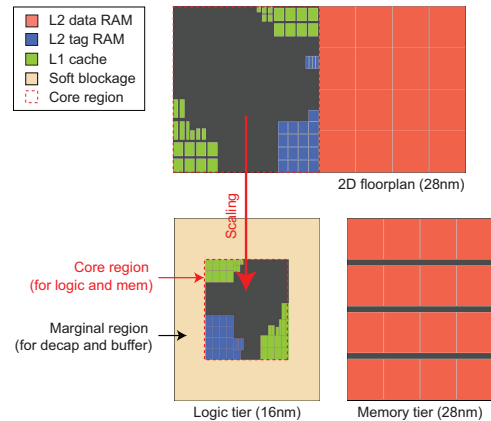 L2 data RAM
L2 tag RAM
L1 cache
Soft blockage
Core region
2D floorplan (28nm)
Scaling
Core region
(for logic and mem)
Marginal region
(for decap and buffer)
Logic tier (16nm)
Memory tier (28nm)